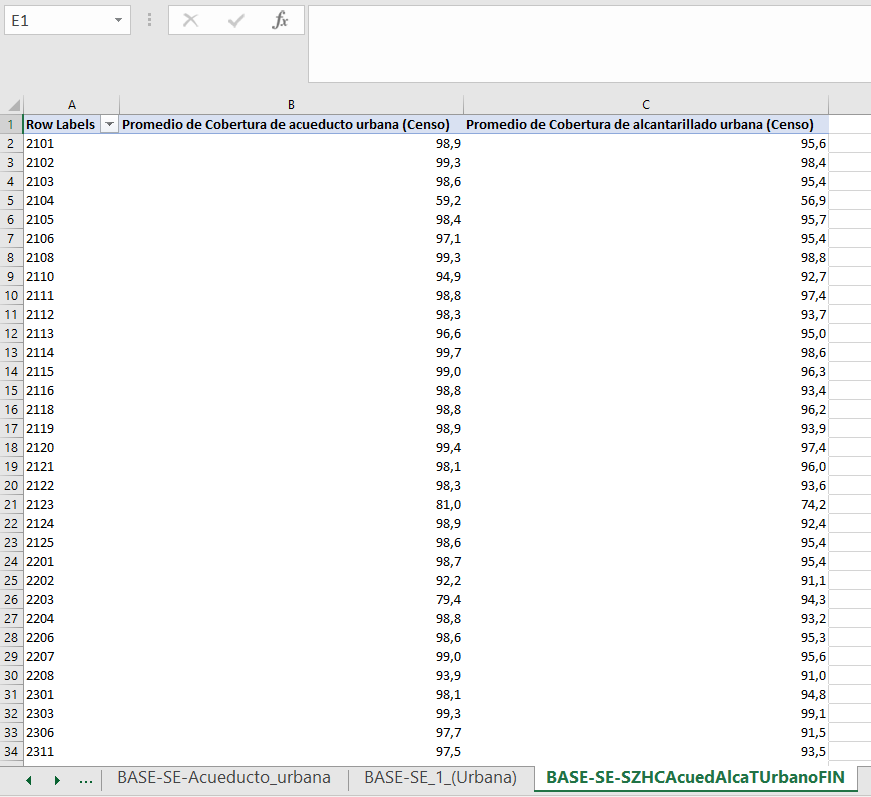 E1
fx
A B C
1 Row Labels Promedio de Cobertura de acueducto urbana (Censo) Promedio de Cobertura de alcantarillado urbana (Censo)
2 2101 98,9 95,6
3 2102 99,3 98,4
4 2103 98,6 95,4
5 2104 59,2 56,9
6 2105 98,4 95,7
7 2106 97,1 95,4
8 2108 99,3 98,8
9 2110 94,9 92,7
10 2111 98,8 97,4
11 2112 98,3 93,7
12 2113 96,6 95,0
13 2114 99,7 98,6
14 2115 99,0 96,3
15 2116 98,8 93,4
16 2118 98,8 96,2
17 2119 98,9 93,9
18 2120 99,4 97,4
19 2121 98,1 96,0
20 2122 98,3 93,6
21 2123 81,0 74,2
22 2124 98,9 92,4
23 2125 98,6 95,4
24 2201 98,7 95,4
25 2202 92,2 91,1
26 2203 79,4 94,3
27 2204 98,8 93,2
28 2206 98,6 95,3
29 2207 99,0 95,6
30 2208 93,9 91,0
31 2301 98,1 94,8
32 2303 99,3 99,1
33 2306 97,7 91,5
34 2311 97,5 93,5
... BASE-SE-Acueducto_urbana BASE-SE_1_(Urbana) BASE-SE-SZHCAcuedAlcaTUrbanoFIN